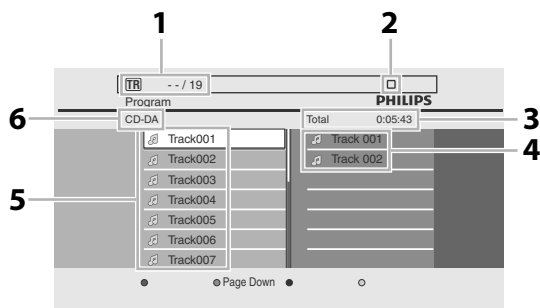 1 2
TR - - / 19
Program PHILIPS
6 CD-DA Total 0:05:43 3
Track001 Track 001
Track002 Track 002 4
Track003
5 Track004
Track005
Track006
Track007
Page Down